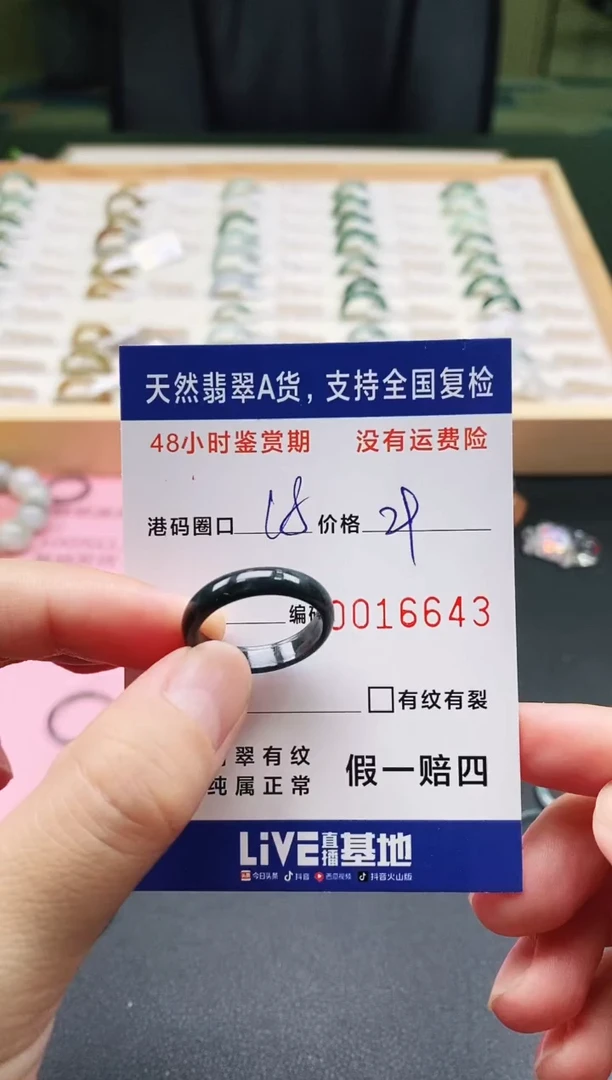 天然翡翠A货，支持全国复检
48小时鉴赏期 没有运费险
港码圈口 18 价格
编码 0016643
有纹有裂
翠有纹
纯属正常
假一赔四
LiVE直播基地
今日头条 抖音 西瓜视频 抖音火山版